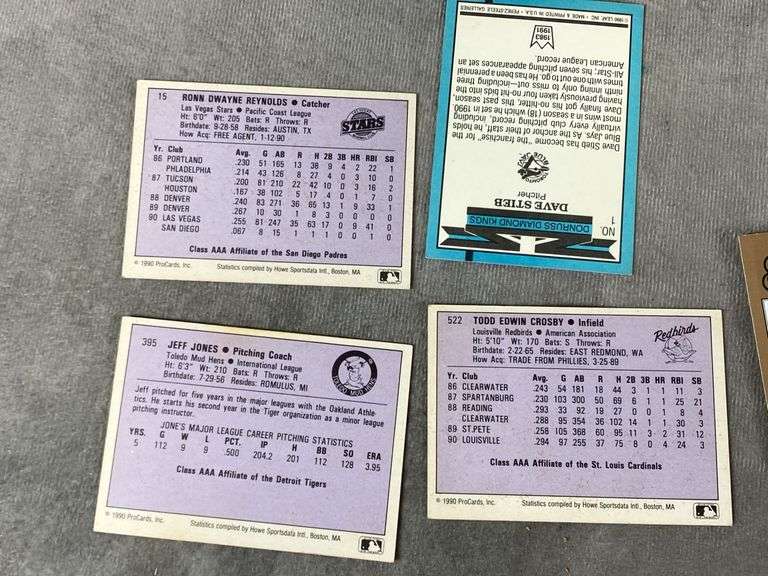 15 RONN DWAYNE REYNOLDS ● Catcher
Las Vegas Stars ● Pacific Coast League
Ht: 6'0" Wt: 205 Bats: R Throws: R
Birthdate: 9-28-58 Resides: AUSTIN, TX
How Acq: FREE AGENT, 1-12-90
LAS VEGAS
STARS
Yr. Club Avg. G AB R H 2B 3B HR RBI SB
86 PORTLAND .230 51 165 13 38 9 4 2 22 1
PHILADELPHIA .214 43 126 8 27 4 0 3 10 0
87 TUCSON .200 81 210 22 42 10 0 3 16 2
HOUSTON .167 38 102 5 17 4 0 1 7 0
88 DENVER .240 83 271 36 65 13 1 9 33 1
89 DENVER .267 10 30 1 8 3 0 0 0 0
90 LAS VEGAS .255 81 247 35 63 17 0 9 41 0
SAN DIEGO .067 8 15 1 1 1 0 0 1 0
Class AAA Affiliate of the San Diego Padres
© 1990 ProCards, Inc. Statistics compiled by Howe Sportsdata Intl., Boston, MA
NO.
1
DONRUSS DIAMOND KINGS
DAVE STIEB
Pitcher
Dave Stieb has become "the franchise" for the
Blue Jays. As the anchor of their staff, he holds
virtually every club pitching record, including
most wins in a season (18) which he set in 1990.
Dave finally got his no-hitter this past season,
having previously taken four no-hit bids into the
ninth with one out to go. He has been a perennial
All-Star; his seven pitching appearances set an
American League record.
1983
1991
© 1990 LEAF, INC. • MADE & PRINTED IN U.S.A. • PEREZ-STEELE GALLERIES
395 JEFF JONES ● Pitching Coach
Toledo Mud Hens ● International League
Ht: 6'3" Wt: 210 Bats: R Throws: R
Birthdate: 7-29-56 Resides: ROMULUS, MI
TOLEDO MUD HENS
Jeff pitched for five years in the major leagues with the Oakland Athle-
tics. He starts his second year in the Tiger organization as a minor league
pitching instructor.
JONE'S MAJOR LEAGUE CAREER PITCHING STATISTICS
YRS. G W L PCT. IP H BB SO ERA
5 112 9 9 .500 204.2 201 112 128 3.95
Class AAA Affiliate of the Detroit Tigers
© 1990 ProCards, Inc.
Statistics compiled by Howe Sportsdata Intl., Boston, MA
522 TODD EDWIN CROSBY ● Infield
Louisville Redbirds ● American Association
Ht: 5'10" Wt: 170 Bats: S Throws: R
Birthdate: 2-22-65 Resides: EAST REDMOND, WA
How Acq: TRADE FROM PHILLIES, 3-25-89
Redbirds
Yr. Club Avg. G AB R H 2B 3B HR RBI SB
86 CLEARWATER .243 54 181 18 44 3 1 1 11 3
87 SPARTANBURG .230 103 300 50 69 6 1 1 25 21
88 READING .293 33 92 19 27 0 0 1 8 4
CLEARWATER .288 95 354 36 102 14 1 1 30 13
89 ST.PETE .258 105 368 60 95 11 3 2 31 12
90 LOUISVILLE .294 97 255 37 75 8 0 4 24 3
Class AAA Affiliate of the St. Louis Cardinals
© 1990 ProCards, Inc. Statistics compiled by Howe Sportsdata Intl., Boston, MA